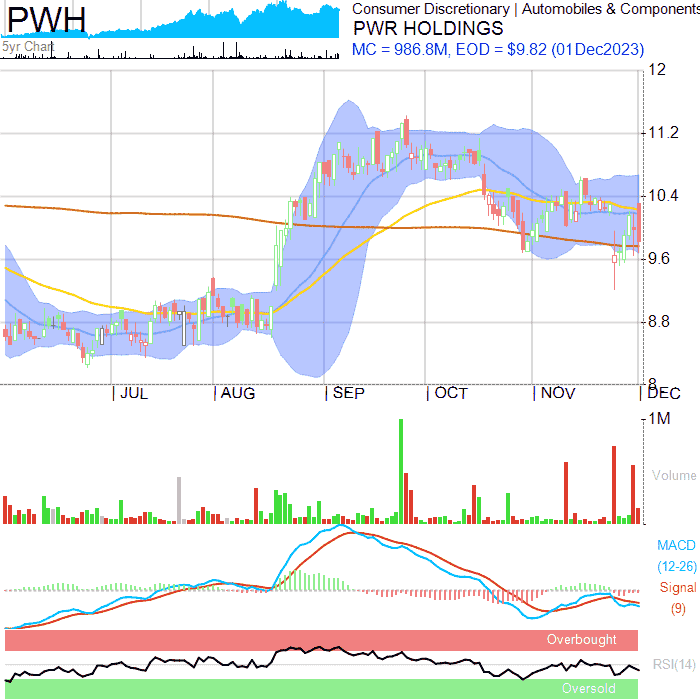 PWH
5yr Chart
Consumer Discretionary | Automobiles & Components
PWR HOLDINGS
MC = 986.8M, EOD = $9.82 (01Dec2023)
12
11.2
10.4
9.6
8.8
8
JUL
AUG
SEP
OCT
NOV
DEC
1M
Volume
MACD
(12-26)
Signal
(9)
Overbought
RSI(14)
Oversold